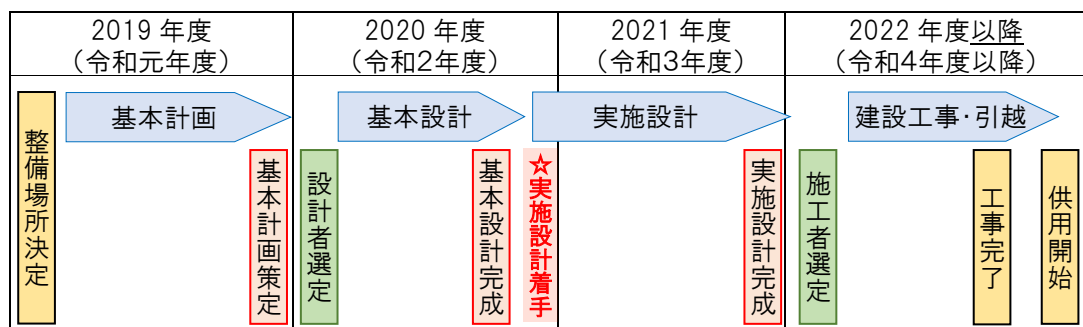 2019 年度
（令和元年度）
2020 年度
（令和2年度）
2021 年度
（令和3年度）
2022 年度以降
（令和4年度以降）
基本計画
基本設計
実施設計
建設工事・引越
整備場所決定
基本計画策定
設計者選定
基本設計完成
☆実施設計着手
実施設計完成
施工者選定
工事完了
供用開始